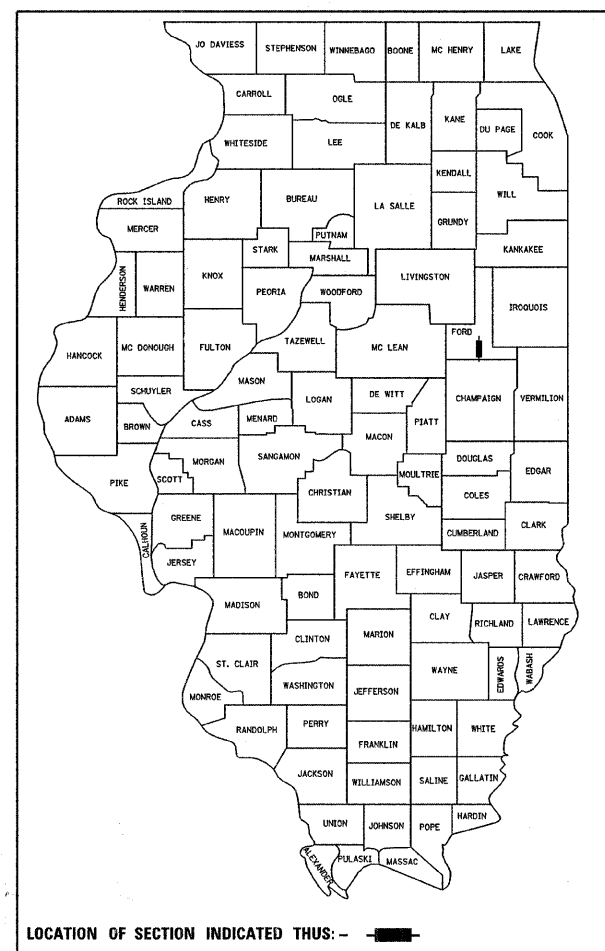 JO DAVIESS STEPHENSON WINNEBAGO BOONE MC HENRY LAKE
CARROLL OGLE DE KALB KANE DU PAGE COOK
WHITESIDE LEE KENDALL WILL
ROCK ISLAND HENRY BUREAU LA SALLE GRUNDY
MERCER STARK PUTNAM MARSHALL KANKAKEE
HENDERSON WARREN KNOX PEORIA WOODFORD LIVINGSTON IROQUOIS
HANCOCK MC DONOUGH FULTON TAZEWELL MC LEAN FORD
SCHUYLER MASON LOGAN DE WITT CHAMPAIGN VERMILION
ADAMS BROWN CASS MENARD MACON PIATT
PIKE SCOTT MORGAN SANGAMON MOULTRIE DOUGLAS EDGAR
CALHOUN GREENE MACOUPIN CHRISTIAN SHELBY COLES
JERSEY MONTGOMERY CUMBERLAND CLARK
MADISON BOND FAYETTE EFFINGHAM JASPER CRAWFORD
CLINTON MARION CLAY RICHLAND LAWRENCE
ST. CLAIR WASHINGTON JEFFERSON WAYNE EDWARDS WABASH
MONROE RANDOLPH PERRY FRANKLIN HAMILTON WHITE
JACKSON WILLIAMSON SALINE GALLATIN
UNION JOHNSON POPE HARDIN
ALEXANDER PULASKI MASSAC
LOCATION OF SECTION INDICATED THUS: -